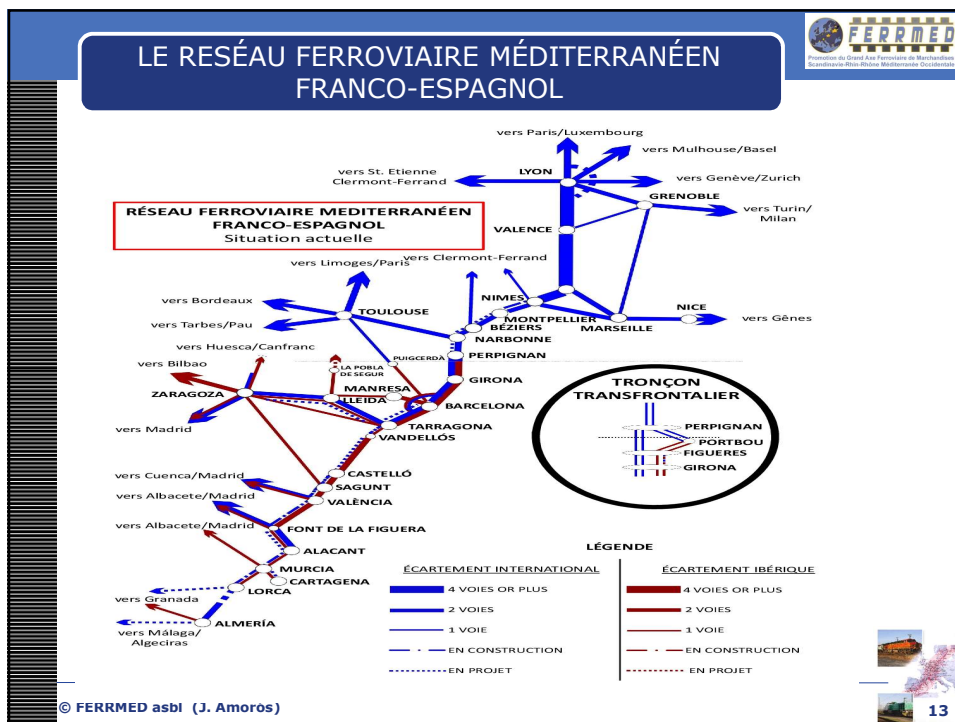 LE RESÉAU FERROVIAIRE MÉDITERRANÉEN
FRANCO-ESPAGNOL
FERRMED
Promotion du Grand Axe Ferroviaire de Marchandises
Scandinavie-Rhin-Rhône Méditerranée Occidentale
vers Paris/Luxembourg
vers Mulhouse/Basel
vers St. Etienne
Clermont-Ferrand
LYON
vers Genève/Zurich
GRENOBLE
vers Turin/
Milan
RÉSEAU FERROVIAIRE MEDITERRANÉEN
FRANCO-ESPAGNOL
Situation actuelle
VALENCE
vers Limoges/Paris
vers Clermont-Ferrand
vers Bordeaux
NIMES
NICE
TOULOUSE
MONTPELLIER
MARSEILLE
vers Gênes
vers Tarbes/Pau
BÉZIERS
NARBONNE
vers Huesca/Canfranc
PUIGCERDÀ
PERPIGNAN
vers Bilbao
LA POBLA
DE SEGUR
GIRONA
ZARAGOZA
MANRESA
LLEIDA
BARCELONA
TARRAGONA
vers Madrid
VANDELLÓS
TRONÇON
TRANSFRONTALIER
PERPIGNAN
PORTBOU
FIGUERES
GIRONA
vers Cuenca/Madrid
CASTELLÓ
SAGUNT
vers Albacete/Madrid
VALÈNCIA
vers Albacete/Madrid
FONT DE LA FIGUERA
ALACANT
MURCIA
CARTAGENA
LORCA
vers Granada
ALMERÍA
vers Málaga/
Algeciras
LÉGENDE
ÉCARTEMENT INTERNATIONAL
ÉCARTEMENT IBÉRIQUE
4 VOIES OR PLUS
4 VOIES OR PLUS
2 VOIES
2 VOIES
1 VOIE
1 VOIE
EN CONSTRUCTION
EN CONSTRUCTION
EN PROJET
EN PROJET
© FERRMED asbl (J. Amoròs)
13